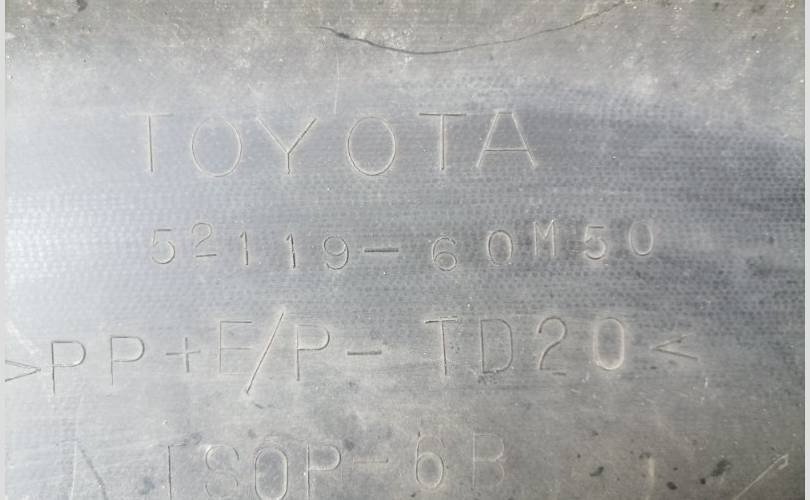 TOYOTA
52119-60M50
>PP+E/P-TD20<
TSOP-6B